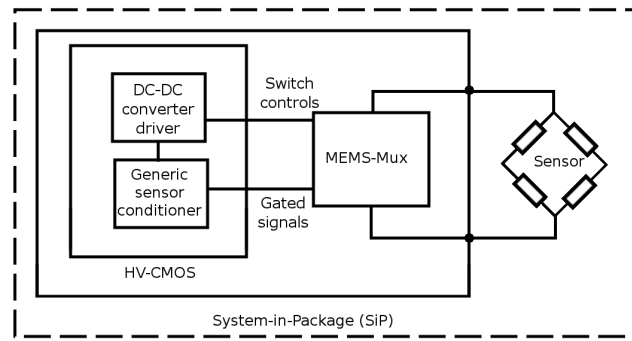 DC-DC
converter
driver
Switch
controls
MEMS-Mux
Sensor
Generic
sensor
conditioner
Gated
signals
HV-CMOS
System-in-Package (SiP)